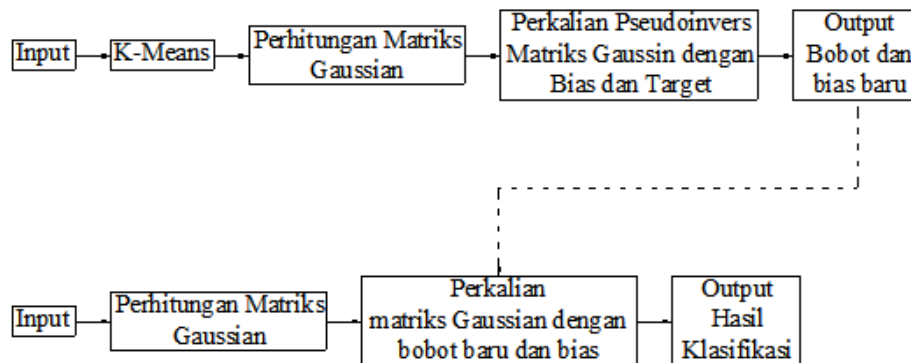 Input
K-Means
Perhitungan Matriks
Gaussian
Perkalian Pseudoinvers
Matriks Gaussin dengan
Bias dan Target
Output
Bobot dan
bias baru
Input
Perhitungan Matriks
Gaussian
Perkalian
matriks Gaussian dengan
bobot baru dan bias
Output
Hasil
Klasifikasi